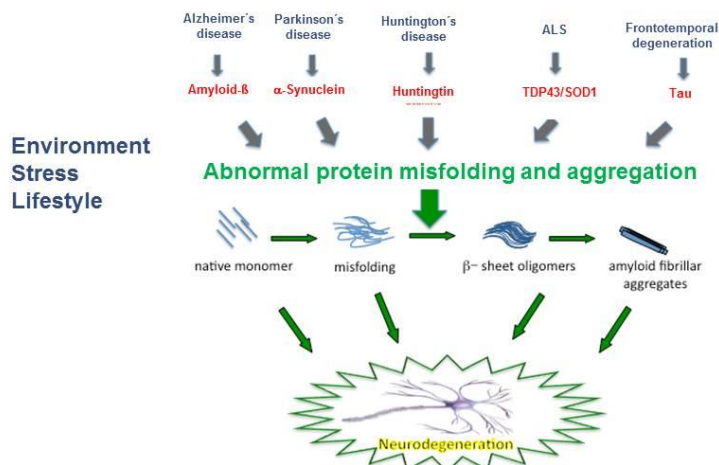 Alzheimer´s
disease
Parkinson´s
disease
Huntington´s
disease
ALS
Frontotemporal
degeneration
Amyloid-ß
α-Synuclein
Huntingtin
TDP43/SOD1
Tau
Environment
Stress
Lifestyle
Abnormal protein misfolding and aggregation
native monomer
misfolding
β– sheet oligomers
amyloid fibrillar
aggregates
Neurodegeneration